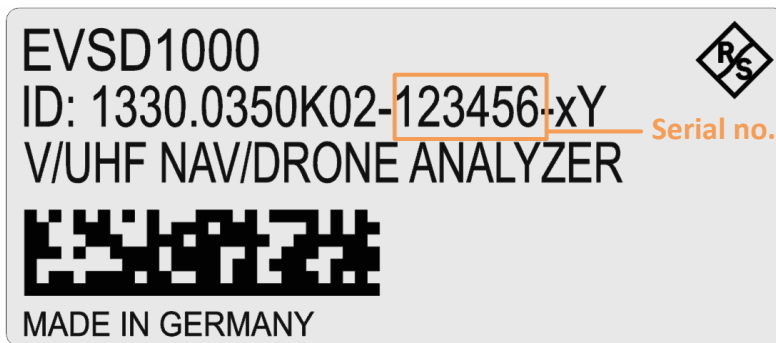 EVSD1000
R/S
ID: 1330.0350K02-123456-xY
Serial no.
V/UHF NAV/DRONE ANALYZER
MADE IN GERMANY